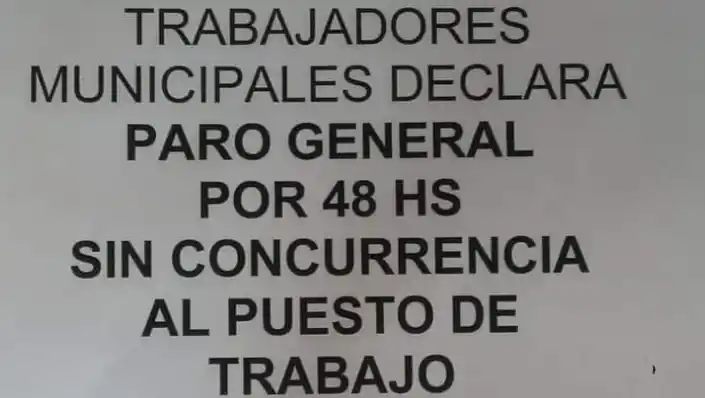 TRABAJADORES
MUNICIPALES DECLARA
PARO GENERAL
POR 48 HS
SIN CONCURRENCIA
AL PUESTO DE
TRABAJO